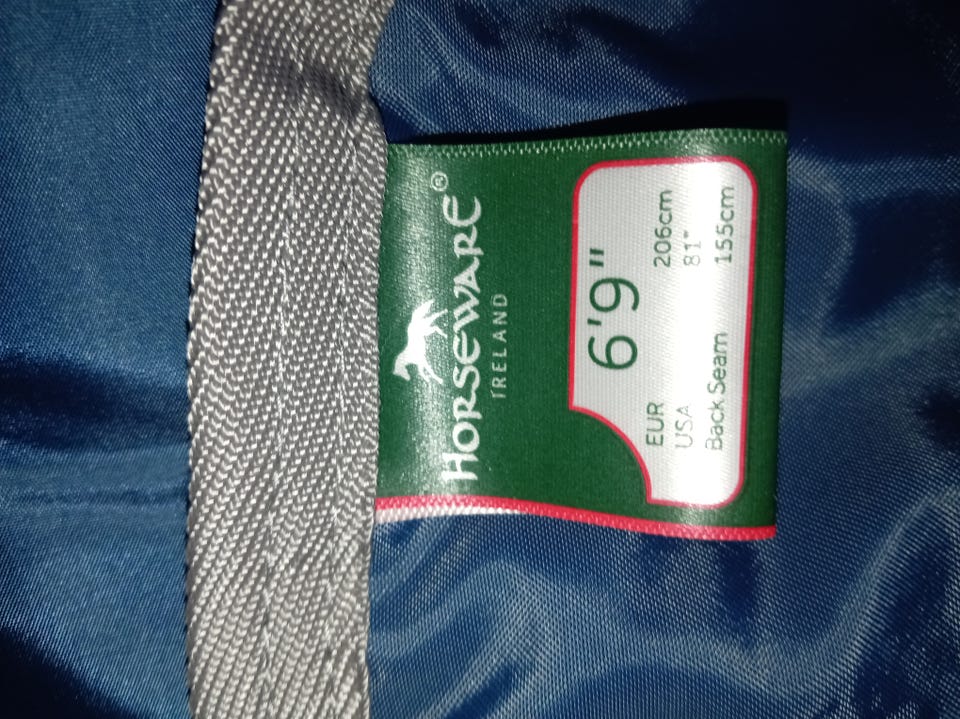 HORSEWARE®
IRELAND
6'9"
EUR 206cm
USA 81"
Back Seam 155cm